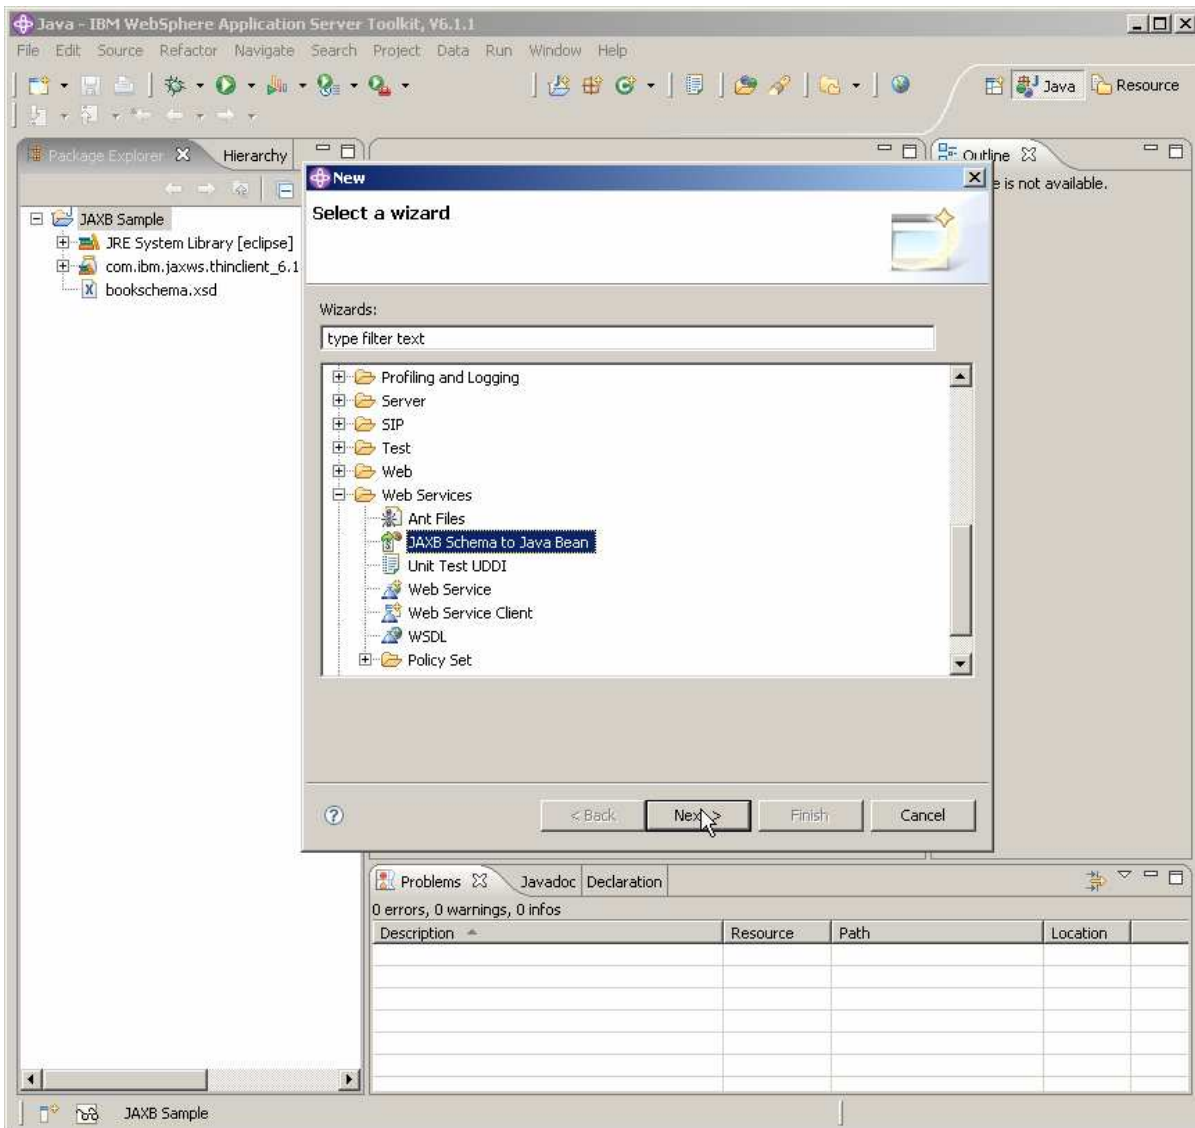 Java - IBM WebSphere Application Server Toolkit, V6.1.1
File Edit Source Refactor Navigate Search Project Data Run Window Help
Java Resource
Package Explorer Hierarchy
Outline
New
e is not available.
Select a wizard
JAXB Sample
JRE System Library [eclipse]
com.ibm.jaxws.thinclient_6.1
bookschema.xsd
Wizards:
type filter text
Profiling and Logging
Server
SIP
Test
Web
Web Services
Ant Files
JAXB Schema to Java Bean
Unit Test UDDI
Web Service
Web Service Client
WSDL
Policy Set
< Back Next > Finish Cancel
Problems Javadoc Declaration
0 errors, 0 warnings, 0 infos
Description Resource Path Location
JAXB Sample